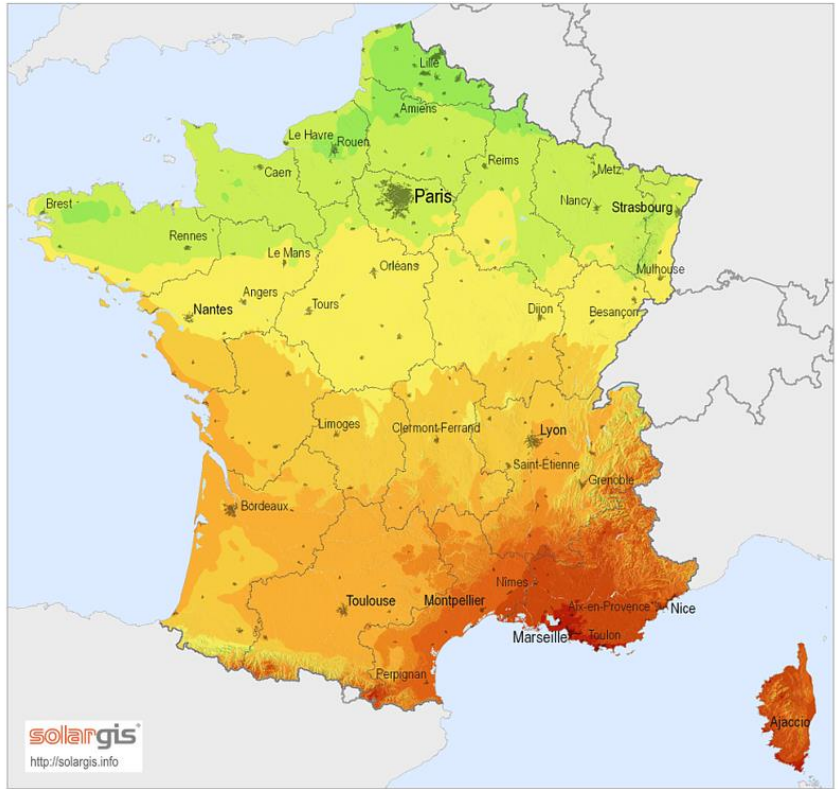 Lille
Amiens
Le Havre
Rouen
Reims
Caen
Metz
Paris
Nancy
Strasbourg
Brest
Rennes
Le Mans
Orléans
Mulhouse
Angers
Tours
Nantes
Dijon
Besançon
Limoges
Clermont-Ferrand
Lyon
Saint-Étienne
Grenoble
Bordeaux
Nîmes
Toulouse
Montpellier
Aix-en-Provence
Nice
Marseille
Toulon
Perpignan
Ajaccio
solargis
http://solargis.info